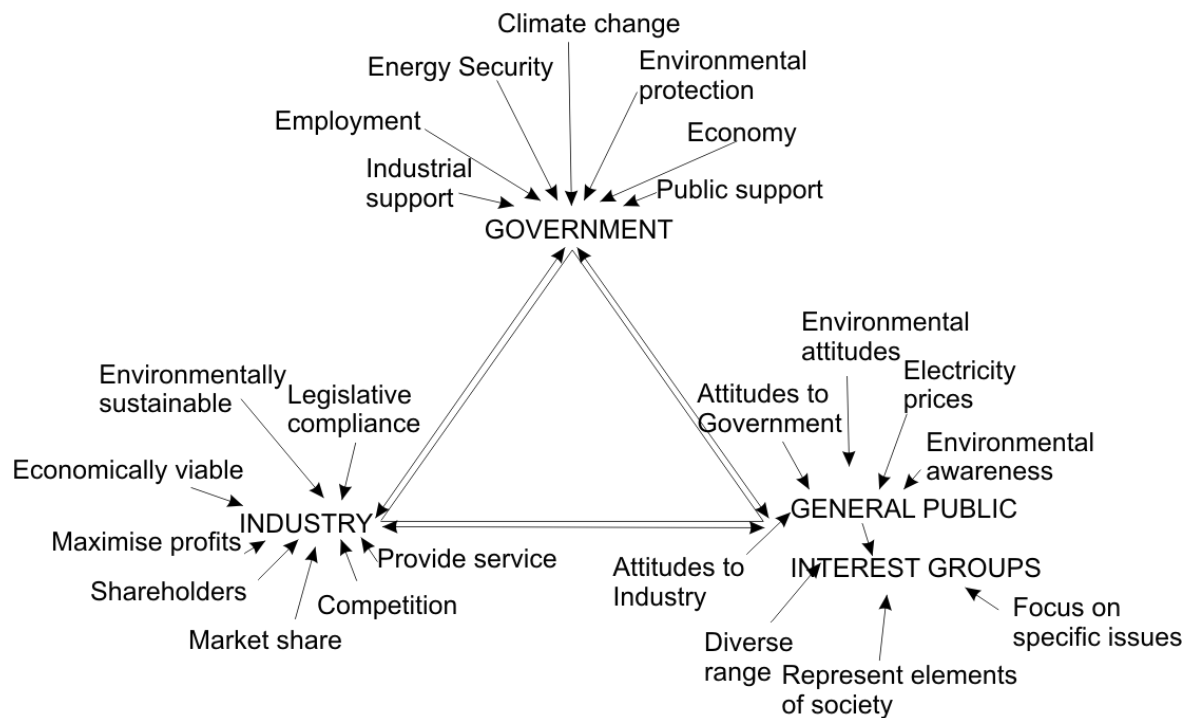 Climate change
Energy Security
Environmental
protection
Employment
Economy
Industrial
support
Public support
GOVERNMENT
Environmental
attitudes
Environmentally
sustainable
Legislative
compliance
Attitudes to
Government
Electricity
prices
Environmental
awareness
Economically viable
GENERAL PUBLIC
INDUSTRY
Maximise profits
Provide service
Shareholders
Competition
Market share
Attitudes to
Industry
INTEREST GROUPS
Diverse
range
Represent elements
of society
Focus on
specific issues